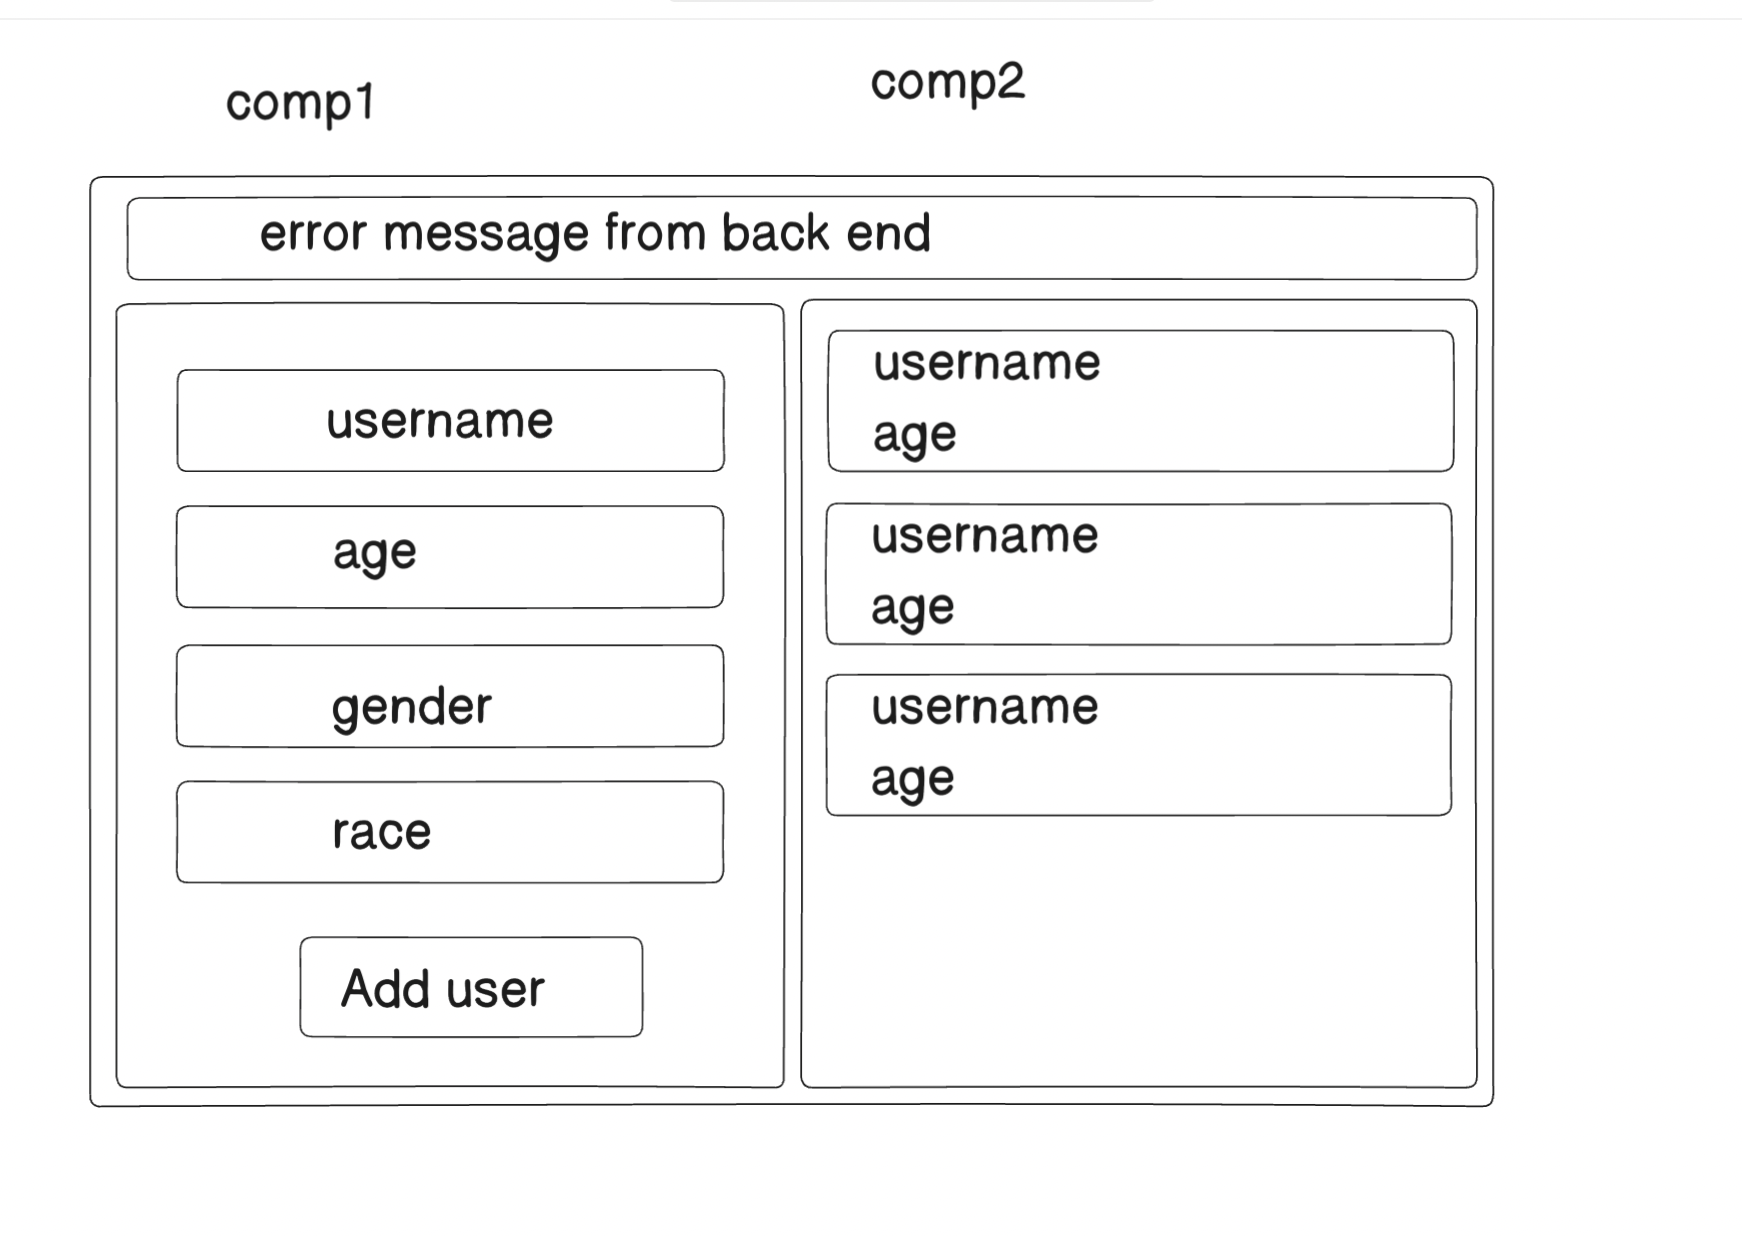 comp1
comp2
error message from back end
username
age
gender
race
Add user
username
age
username
age
username
age